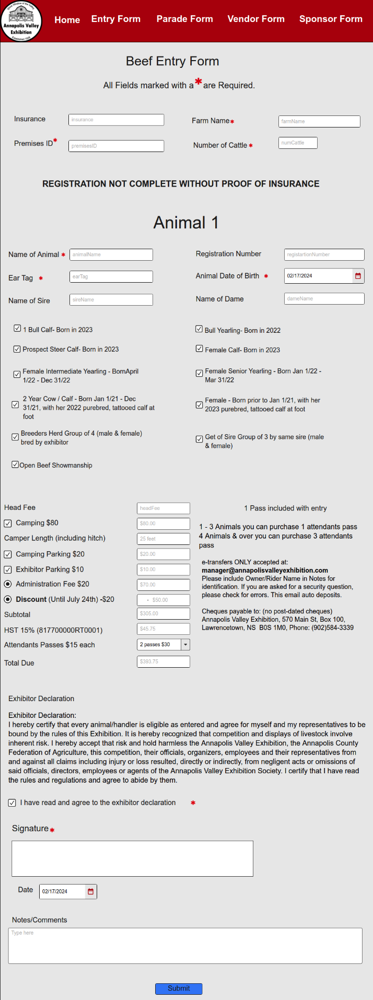 Show Window of the Valley
Annapolis Valley
Exhibition
Established 1928
Home
Entry Form
Parade Form
Vendor Form
Sponsor Form
Beef Entry Form
All Fields marked with a * are Required.
Insurance
insurance
Farm Name *
farmName
Premises ID *
premisesID
Number of Cattle *
numCattle
REGISTRATION NOT COMPLETE WITHOUT PROOF OF INSURANCE
Animal 1
Name of Animal *
animalName
Registration Number
registartionNumber
Ear Tag *
earTag
Animal Date of Birth *
02/17/2024
Name of Sire
sireName
Name of Dame
dameName
1 Bull Calf- Born in 2023
Bull Yearling- Born in 2022
Prospect Steer Calf- Born in 2023
Female Calf- Born in 2023
Female Intermediate Yearling - BornApril
1/22 - Dec 31/22
Female Senior Yearling - Born Jan 1/22 -
Mar 31/22
2 Year Cow / Calf - Born Jan 1/21 - Dec
31/21, with her 2022 purebred, tattooed calf at
foot
Female - Born prior to Jan 1/21, with her
2023 purebred, tattooed calf at foot
Breeders Herd Group of 4 (male & female)
bred by exhibitor
Get of Sire Group of 3 by same sire (male
& female)
Open Beef Showmanship
Head Fee
headFee
Camping $80
$80.00
Camper Length (including hitch)
25 feet
Camping Parking $20
$20.00
Exhibitor Parking $10
$10.00
Administration Fee $20
$70.00
Discount (Until July 24th) -$20
- $50.00
Subtotal
$305.00
HST 15% (817700000RT0001)
$45.75
Attendants Passes $15 each
2 passes $30
Total Due
$393.75
1 Pass included with entry
1 - 3 Animals you can purchase 1 attendants pass
4 Animals & over you can purchase 3 attendants
pass
e-transfers ONLY accepted at:
manager@annapolisvalleyexhibition.com
Please include Owner/Rider Name in Notes for
identification. If you are asked for a security question,
please check for errors. This email auto deposits.
Cheques payable to: (no post-dated cheques)
Annapolis Valley Exhibition, 570 Main St, Box 100,
Lawrencetown, NS B0S 1M0, Phone: (902)584-3339
Exhibitor Declaration
Exhibitor Declaration:
I hereby certify that every animal/handler is eligible as entered and agree for myself and my representatives to be
bound by the rules of this Exhibition. It is hereby recognized that competition and displays of livestock involve
inherent risk. I hereby accept that risk and hold harmless the Annapolis Valley Exhibition, the Annapolis County
Federation of Agriculture, this competition, their officials, organizers, employees and their representatives from
and against all claims including injury or loss resulted, directly or indirectly, from negligent acts or omissions of
said officials, directors, employees or agents of the Annapolis Valley Exhibition Society. I certify that I have read
the rules and regulations and agree to abide by them.
I have read and agree to the exhibitor declaration *
Signature *
Date
02/17/2024
Notes/Comments
Type here
Submit